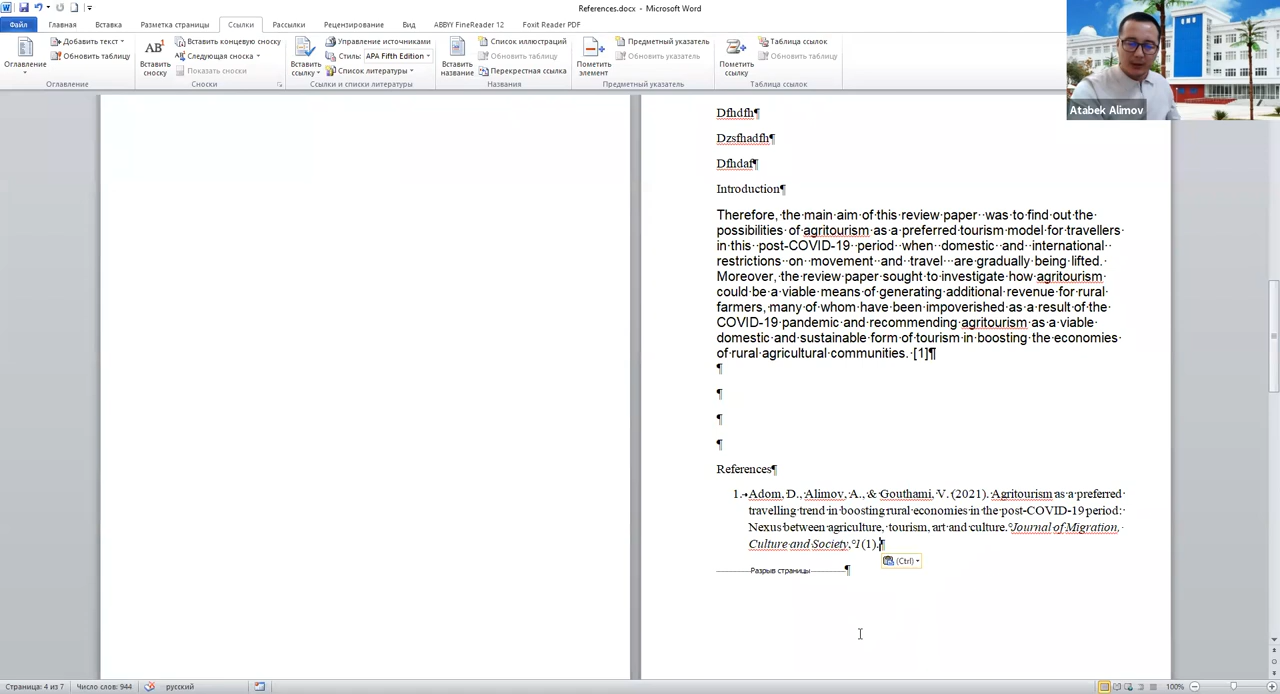 References.docx - Microsoft Word
Файл Главная Вставка Разметка страницы Ссылки Рассылки Рецензирование Вид ABBYY FineReader 12 Foxit Reader PDF
Оглавление
Добавить текст
Обновить таблицу
Оглавление
AB¹
Вставить сноску
Вставить концевую сноску
Следующая сноска
Показать сноски
Сноски
Вставить ссылку
Управление источниками
Стиль: APA Fifth Edition
Список литературы
Ссылки и списки литературы
Вставить название
Список иллюстраций
Обновить таблицу
Перекрестная ссылка
Названия
Пометить элемент
Предметный указатель
Обновить указатель
Предметный указатель
Пометить ссылку
Таблица ссылок
Обновить таблицу
Таблица ссылок
Atabek Alimov
Dfhdfh¶
Dzsfhadfh¶
Dfhdaf¶
Introduction¶
Therefore, the main aim of this review paper was to find out the
possibilities of agritourism as a preferred tourism model for travellers
in this post-COVID-19 period when domestic and international
restrictions on movement and travel are gradually being lifted.
Moreover, the review paper sought to investigate how agritourism
could be a viable means of generating additional revenue for rural
farmers, many of whom have been impoverished as a result of the
COVID-19 pandemic and recommending agritourism as a viable
domestic and sustainable form of tourism in boosting the economies
of rural agricultural communities. [1]¶
¶
¶
¶
¶
References¶
1. Adom, D., Alimov, A., & Gouthami, V. (2021). Agritourism as a preferred
travelling trend in boosting rural economies in the post-COVID-19 period:
Nexus between agriculture, tourism, art and culture. Journal of Migration,
Culture and Society, 1(1).¶
(Ctrl)
Разрыв страницы¶
Страница: 4 из 7 Число слов: 944 русский 100%